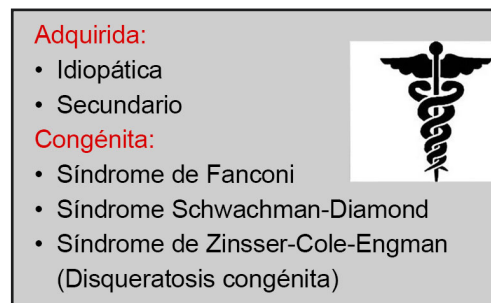 Adquirida:
• Idiopática
• Secundario
Congénita:
• Síndrome de Fanconi
• Síndrome Schwachman-Diamond
• Síndrome de Zinsser-Cole-Engman
(Disqueratosis congénita)